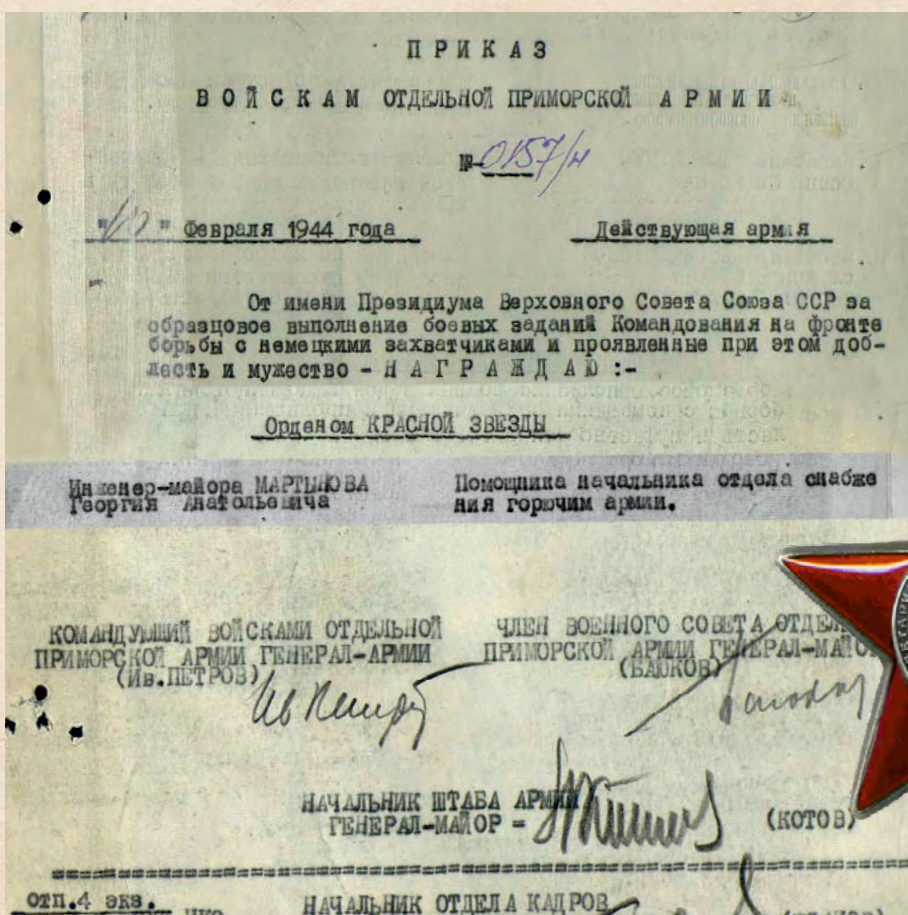 ПРИКАЗ
ВОЙСКАМ ОТДЕЛЬНОЙ ПРИМОРСКОЙ АРМИИ
№ 0157/н
" " Февраля 1944 года Действующая армия
От имени Президиума Верховного Совета Союза ССР за
образцовое выполнение боевых заданий Командования на фронте
борьбы с немецкими захватчиками и проявленные при этом доб-
лесть и мужество - НАГРАЖДАЮ :-
Орденом КРАСНОЙ ЗВЕЗДЫ
Инженер-майора МАРТЫНОВА Помощника начальника отдела снабже
Георгия Анатольевича ния горючим армии.
КОМАНДУЮЩИЙ ВОЙСКАМИ ОТДЕЛЬНОЙ ЧЛЕН ВОЕННОГО СОВЕТА ОТДЕЛ
ПРИМОРСКОЙ АРМИИ ГЕНЕРАЛ-АРМИИ ПРИМОРСКОЙ АРМИИ ГЕНЕРАЛ-МАЙО
(Ив.ПЕТРОВ) (БАЮКОВ)
НАЧАЛЬНИК ШТАБА АРМИИ
ГЕНЕРАЛ-МАЙОР = (КОТОВ)
отп.4 экз. НАЧАЛЬНИК ОТДЕЛА КАДРОВ